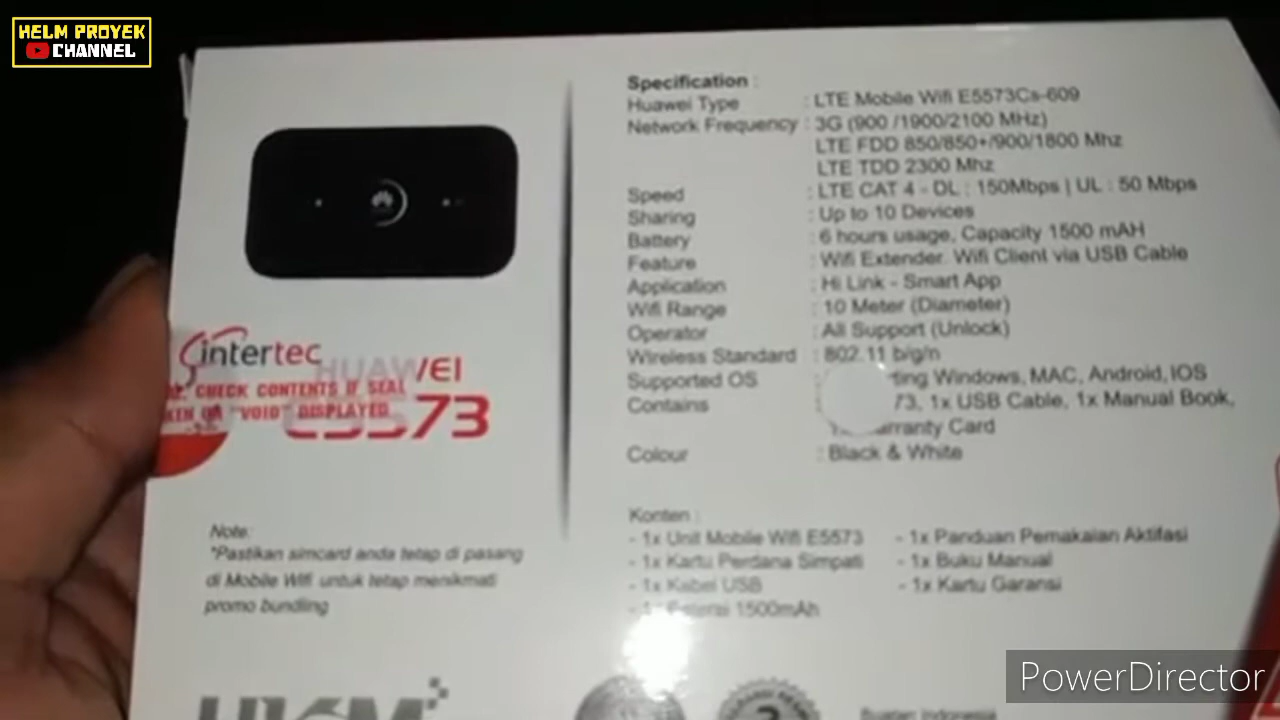 HELM PROYEK
CHANNEL
Specification :
Huawei Type : LTE Mobile Wifi E5573Cs-609
Network Frequency : 3G (900 /1900/2100 MHz)
LTE FDD 850/850+/900/1800 Mhz
LTE TDD 2300 Mhz
Speed : LTE CAT 4 - DL : 150Mbps | UL : 50 Mbps
Sharing : Up to 10 Devices
Battery : 6 hours usage, Capacity 1500 mAH
Feature : Wifi Extender. Wifi Client via USB Cable
Application : Hi Link - Smart App
Wifi Range : 10 Meter (Diameter)
Operator : All Support (Unlock)
Wireless Standard : 802.11 b/g/n
Supported OS : Windows, MAC, Android, IOS
Contains : 1x USB Cable, 1x Manual Book,
Card
Colour : Black & White
intertec
HUAWEI
CHECK CONTENTS IF SEAL
"VOID" DISPLAYED
E5573
Note:
*Pastikan simcard anda tetap di pasang
di Mobile Wifi untuk tetap menikmati
promo bundling
Konten :
- 1x Unit Mobile Wifi E5573
- 1x Kartu Perdana Simpati
- 1x Kabel USB
- 1500mAh
- 1x Panduan Pemakaian Aktifasi
- 1x Buku Manual
- 1x Kartu Garansi
Buatan Indonesia
PowerDirector